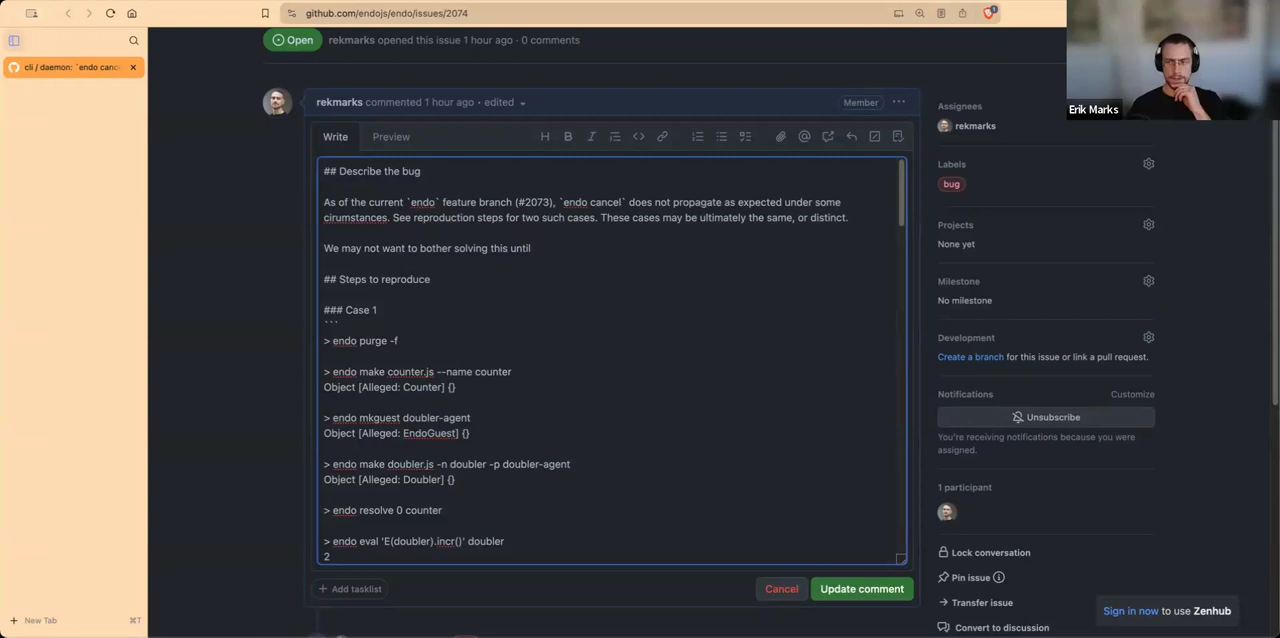 github.com/endojs/endo/issues/2074
1
cli / daemon: `endo canc
Open
rekmarks opened this issue 1 hour ago · 0 comments
Erik Marks
rekmarks commented 1 hour ago · edited
Member
Write
Preview
## Describe the bug
As of the current `endo` feature branch (#2073), `endo cancel` does not propagate as expected under some
cirumstances. See reproduction steps for two such cases. These cases may be ultimately the same, or distinct.
We may not want to bother solving this until
## Steps to reproduce
### Case 1
```
> endo purge -f
> endo make counter.js --name counter
Object [Alleged: Counter] {}
> endo mkguest doubler-agent
Object [Alleged: EndoGuest] {}
> endo make doubler.js -n doubler -p doubler-agent
Object [Alleged: Doubler] {}
> endo resolve 0 counter
> endo eval 'E(doubler).incr()' doubler
2
Add tasklist
Cancel
Update comment
Assignees
rekmarks
Labels
bug
Projects
None yet
Milestone
No milestone
Development
Create a branch for this issue or link a pull request.
Notifications
Customize
Unsubscribe
You're receiving notifications because you were
assigned.
1 participant
Lock conversation
Pin issue
Transfer issue
Convert to discussion
Sign in now to use Zenhub
New Tab
⌘T